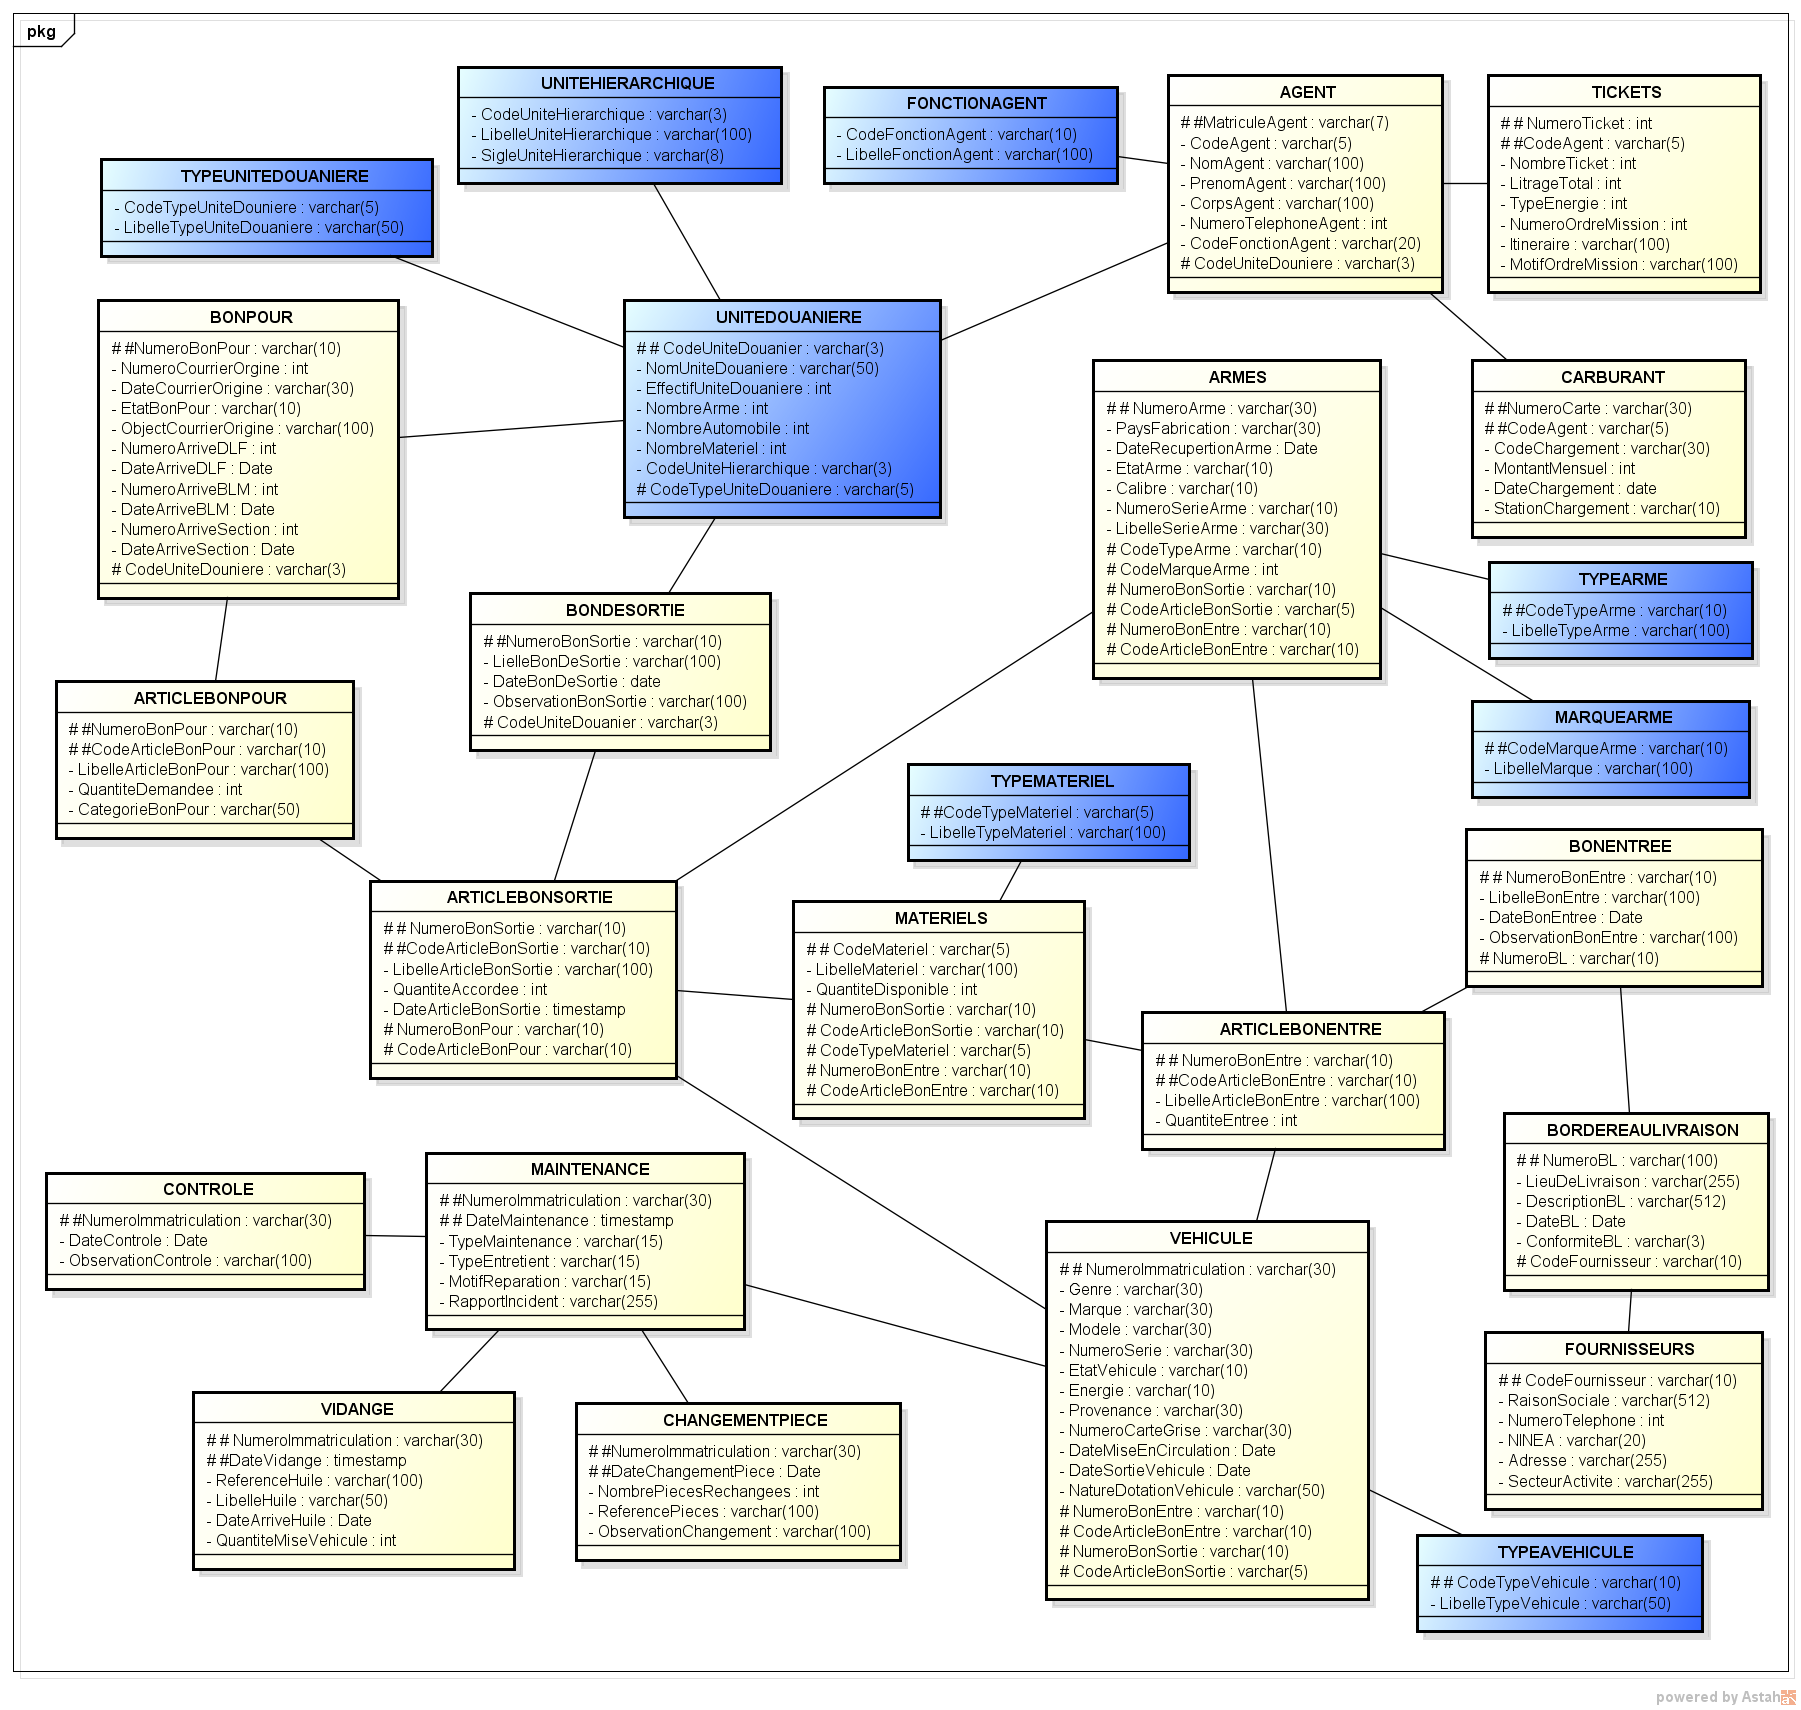 pkg
UNITEHIERARCHIQUE
- CodeUniteHierarchique : varchar(3)
- LibelleUniteHierarchique : varchar(100)
- SigleUniteHierarchique : varchar(8)
FONCTIONAGENT
- CodeFonctionAgent : varchar(10)
- LibelleFonctionAgent : varchar(100)
AGENT
# #MatriculeAgent : varchar(7)
- CodeAgent : varchar(5)
- NomAgent : varchar(100)
- PrenomAgent : varchar(100)
- CorpsAgent : varchar(100)
- NumeroTelephoneAgent : int
- CodeFonctionAgent : varchar(20)
# CodeUniteDouniere : varchar(3)
TICKETS
# # NumeroTicket : int
# #CodeAgent : varchar(5)
- NombreTicket : int
- LitrageTotal : int
- TypeEnergie : int
- NumeroOrdreMission : int
- Itineraire : varchar(100)
- MotifOrdreMission : varchar(100)
TYPEUNITEDOUANIERE
- CodeTypeUniteDouniere : varchar(5)
- LibelleTypeUniteDouaniere : varchar(50)
BONPOUR
# #NumeroBonPour : varchar(10)
- NumeroCourrierOrgine : int
- DateCourrierOrigine : varchar(30)
- EtatBonPour : varchar(10)
- ObjectCourrierOrigine : varchar(100)
- NumeroArriveDLF : int
- DateArriveDLF : Date
- NumeroArriveBLM : int
- DateArriveBLM : Date
- NumeroArriveSection : int
- DateArriveSection : Date
# CodeUniteDouniere : varchar(3)
UNITEDOUANIERE
# # CodeUniteDouanier : varchar(3)
- NomUniteDouaniere : varchar(50)
- EffectifUniteDouaniere : int
- NombreArme : int
- NombreAutomobile : int
- NombreMateriel : int
- CodeUniteHierarchique : varchar(3)
# CodeTypeUniteDouaniere : varchar(5)
ARMES
# # NumeroArme : varchar(30)
- PaysFabrication : varchar(30)
- DateRecupertionArme : Date
- EtatArme : varchar(10)
- Calibre : varchar(10)
- NumeroSerieArme : varchar(10)
- LibelleSerieArme : varchar(30)
# CodeTypeArme : varchar(10)
# CodeMarqueArme : int
# NumeroBonSortie : varchar(10)
# CodeArticleBonSortie : varchar(5)
# NumeroBonEntre : varchar(10)
# CodeArticleBonEntre : varchar(10)
CARBURANT
# #NumeroCarte : varchar(30)
# #CodeAgent : varchar(5)
- CodeChargement : varchar(30)
- MontantMensuel : int
- DateChargement : date
- StationChargement : varchar(10)
TYPEARME
# #CodeTypeArme : varchar(10)
- LibelleTypeArme : varchar(100)
MARQUEARME
# #CodeMarqueArme : varchar(10)
- LibelleMarque : varchar(100)
BONDESORTIE
# #NumeroBonSortie : varchar(10)
- LielleBonDeSortie : varchar(100)
- DateBonDeSortie : date
- ObservationBonSortie : varchar(100)
# CodeUniteDouanier : varchar(3)
ARTICLEBONPOUR
# #NumeroBonPour : varchar(10)
# #CodeArticleBonPour : varchar(10)
- LibelleArticleBonPour : varchar(100)
- QuantiteDemandee : int
- CategorieBonPour : varchar(50)
TYPEMATERIEL
# #CodeTypeMateriel : varchar(5)
- LibelleTypeMateriel : varchar(100)
ARTICLEBONSORTIE
# # NumeroBonSortie : varchar(10)
# #CodeArticleBonSortie : varchar(10)
- LibelleArticleBonSortie : varchar(100)
- QuantiteAccordee : int
- DateArticleBonSortie : timestamp
# NumeroBonPour : varchar(10)
# CodeArticleBonPour : varchar(10)
MATERIELS
# # CodeMateriel : varchar(5)
- LibelleMateriel : varchar(100)
- QuantiteDisponible : int
# NumeroBonSortie : varchar(10)
# CodeArticleBonSortie : varchar(10)
# CodeTypeMateriel : varchar(5)
# NumeroBonEntre : varchar(10)
# CodeArticleBonEntre : varchar(10)
BONENTREE
# # NumeroBonEntre : varchar(10)
- LibelleBonEntre : varchar(100)
- DateBonEntree : Date
- ObservationBonEntre : varchar(100)
# NumeroBL : varchar(10)
ARTICLEBONENTRE
# # NumeroBonEntre : varchar(10)
# #CodeArticleBonEntre : varchar(10)
- LibelleArticleBonEntre : varchar(100)
- QuantiteEntree : int
BORDEREAULIVRAISON
# # NumeroBL : varchar(100)
- LieuDeLivraison : varchar(255)
- DescriptionBL : varchar(512)
- DateBL : Date
- ConformiteBL : varchar(3)
# CodeFournisseur : varchar(10)
CONTROLE
# #NumeroImmatriculation : varchar(30)
- DateControle : Date
- ObservationControle : varchar(100)
MAINTENANCE
# #NumeroImmatriculation : varchar(30)
# # DateMaintenance : timestamp
- TypeMaintenance : varchar(15)
- TypeEntretient : varchar(15)
- MotifReparation : varchar(15)
- RapportIncident : varchar(255)
VEHICULE
# # NumeroImmatriculation : varchar(30)
- Genre : varchar(30)
- Marque : varchar(30)
- Modele : varchar(30)
- NumeroSerie : varchar(30)
- EtatVehicule : varchar(10)
- Energie : varchar(10)
- Provenance : varchar(30)
- NumeroCarteGrise : varchar(30)
- DateMiseEnCirculation : Date
- DateSortieVehicule : Date
- NatureDotationVehicule : varchar(50)
# NumeroBonEntre : varchar(10)
# CodeArticleBonEntre : varchar(10)
# NumeroBonSortie : varchar(10)
# CodeArticleBonSortie : varchar(5)
FOURNISSEURS
# # CodeFournisseur : varchar(10)
- RaisonSociale : varchar(512)
- NumeroTelephone : int
- NINEA : varchar(20)
- Adresse : varchar(255)
- SecteurActivite : varchar(255)
VIDANGE
# # NumeroImmatriculation : varchar(30)
# #DateVidange : timestamp
- ReferenceHuile : varchar(100)
- LibelleHuile : varchar(50)
- DateArriveHuile : Date
- QuantiteMiseVehicule : int
CHANGEMENTPIECE
# #NumeroImmatriculation : varchar(30)
# #DateChangementPiece : Date
- NombrePiecesRechangees : int
- ReferencePieces : varchar(100)
- ObservationChangement : varchar(100)
TYPEAVEHICULE
# # CodeTypeVehicule : varchar(10)
- LibelleTypeVehicule : varchar(50)
powered by Astah